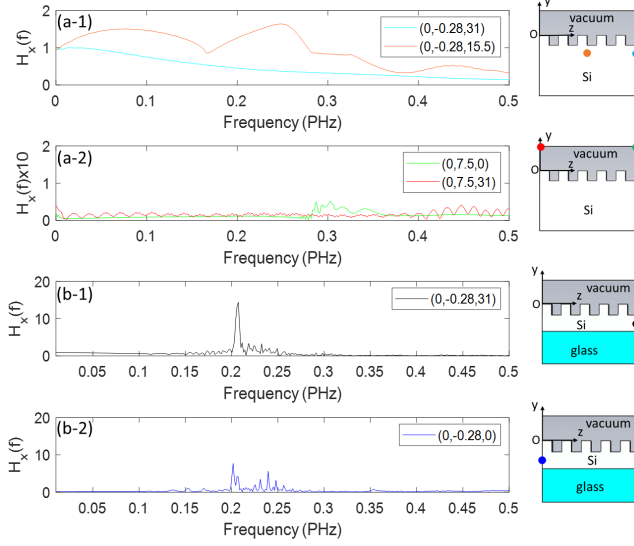 (a-1)
2
1
0
H_x(f)
(0,-0.28,31)
(0,-0.28,15.5)
0 0.1 0.2 0.3 0.4 0.5
Frequency (PHz)
y
vacuum
O z
Si
(a-2)
2
1
0
H_x(f)x10
(0,7.5,0)
(0,7.5,31)
0 0.1 0.2 0.3 0.4 0.5
Frequency (PHz)
y
vacuum
O z
Si
(b-1)
20
10
0
H_x(f)
(0,-0.28,31)
0.05 0.1 0.15 0.2 0.25 0.3 0.35 0.4 0.45 0.5
Frequency (PHz)
y
vacuum
O z
Si
glass
(b-2)
20
10
0
H_x(f)
(0,-0.28,0)
0.05 0.1 0.15 0.2 0.25 0.3 0.35 0.4 0.45 0.5
Frequency (PHz)
y
vacuum
O z
Si
glass